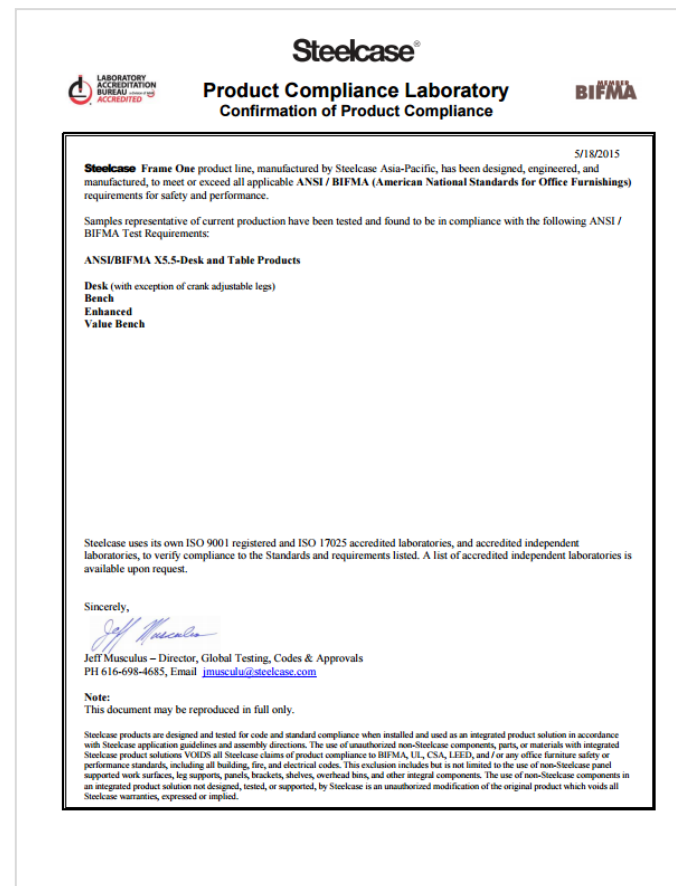 Steelcase®
LABORATORY
ACCREDITATION
BUREAU
ACCREDITED
Product Compliance Laboratory
Confirmation of Product Compliance
MEMBER
BIFMA
5/18/2015
Steelcase Frame One product line, manufactured by Steelcase Asia-Pacific, has been designed, engineered, and
manufactured, to meet or exceed all applicable ANSI / BIFMA (American National Standards for Office Furnishings)
requirements for safety and performance.
Samples representative of current production have been tested and found to be in compliance with the following ANSI /
BIFMA Test Requirements:
ANSI/BIFMA X5.5-Desk and Table Products
Desk (with exception of crank adjustable legs)
Bench
Enhanced
Value Bench
Steelcase uses its own ISO 9001 registered and ISO 17025 accredited laboratories, and accredited independent
laboratories, to verify compliance to the Standards and requirements listed. A list of accredited independent laboratories is
available upon request.
Sincerely,
Jeff Musculus
Jeff Musculus – Director, Global Testing, Codes & Approvals
PH 616-698-4685, Email jmusculu@steelcase.com
Note:
This document may be reproduced in full only.
Steelcase products are designed and tested for code and standard compliance when installed and used as an integrated product solution in accordance
with Steelcase application guidelines and assembly directions. The use of unauthorized non-Steelcase components, parts, or materials with integrated
Steelcase product solutions VOIDS all Steelcase claims of product compliance to BIFMA, UL, CSA, LEED, and / or any office furniture safety or
performance standards, including all building, fire, and electrical codes. This exclusion includes but is not limited to the use of non-Steelcase panel
supported work surfaces, leg supports, panels, brackets, shelves, overhead bins, and other integral components. The use of non-Steelcase components in
an integrated product solution not designed, tested, or supported, by Steelcase is an unauthorized modification of the original product which voids all
Steelcase warranties, expressed or implied.